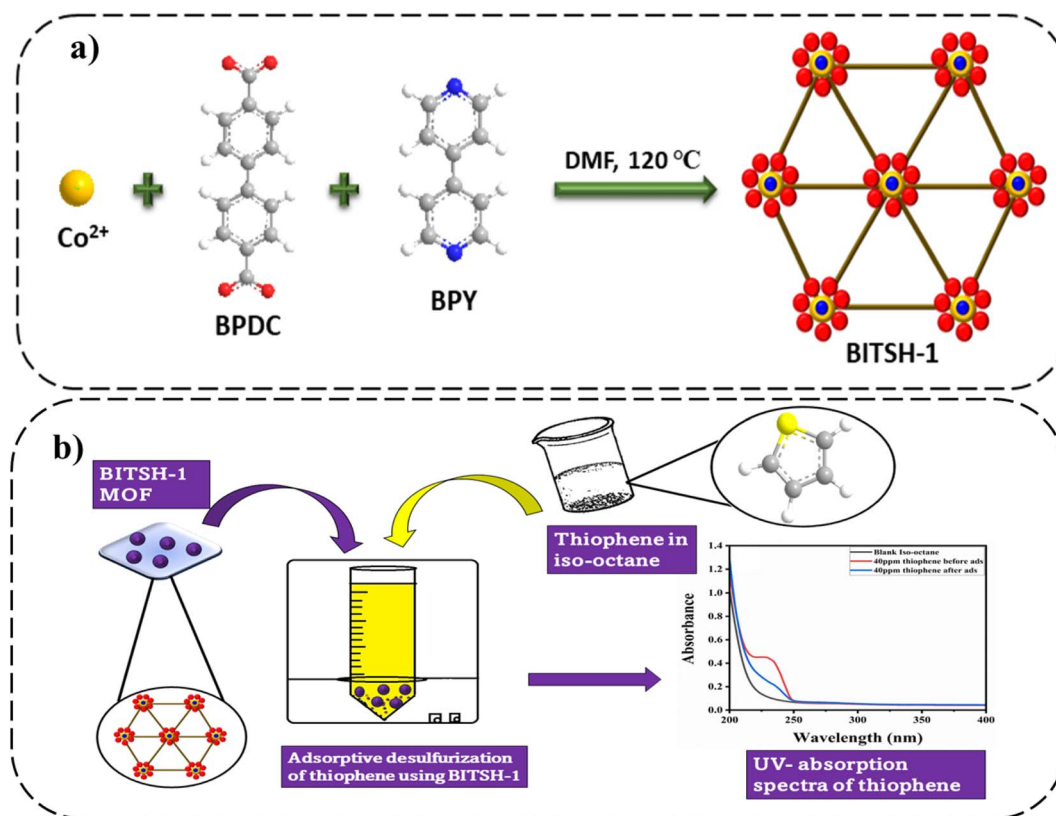 a)
Co²⁺
BPDC
BPY
DMF, 120 °C
BITSH-1
b)
BITSH-1
MOF
Thiophene in
iso-octane
Adsorptive desulfurization
of thiophene using BITSH-1
Blank Iso-octane
40ppm thiophene before ads
40ppm thiophene after ads
Absorbance
1.4
1.2
1.0
0.8
0.6
0.4
0.2
0.0
200
250
300
350
400
Wavelength (nm)
UV- absorption
spectra of thiophene